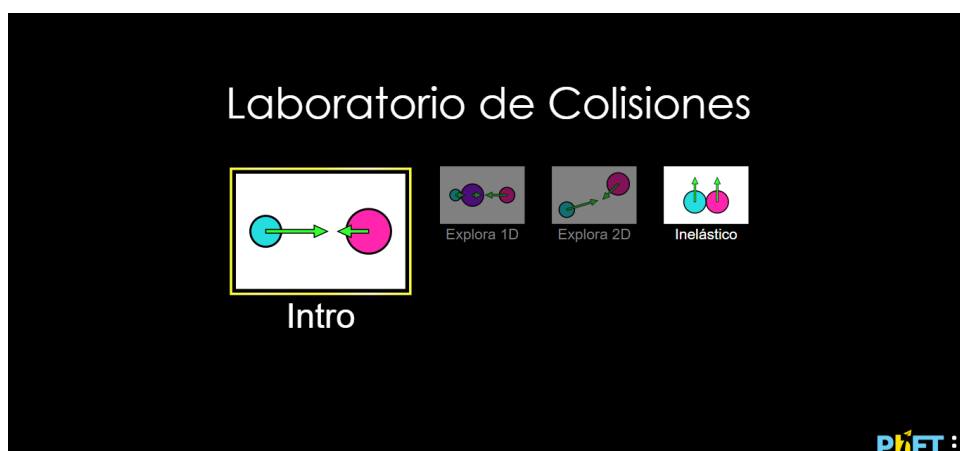 Laboratorio de Colisiones
Intro
Explora 1D
Explora 2D
Inelástico
PhET